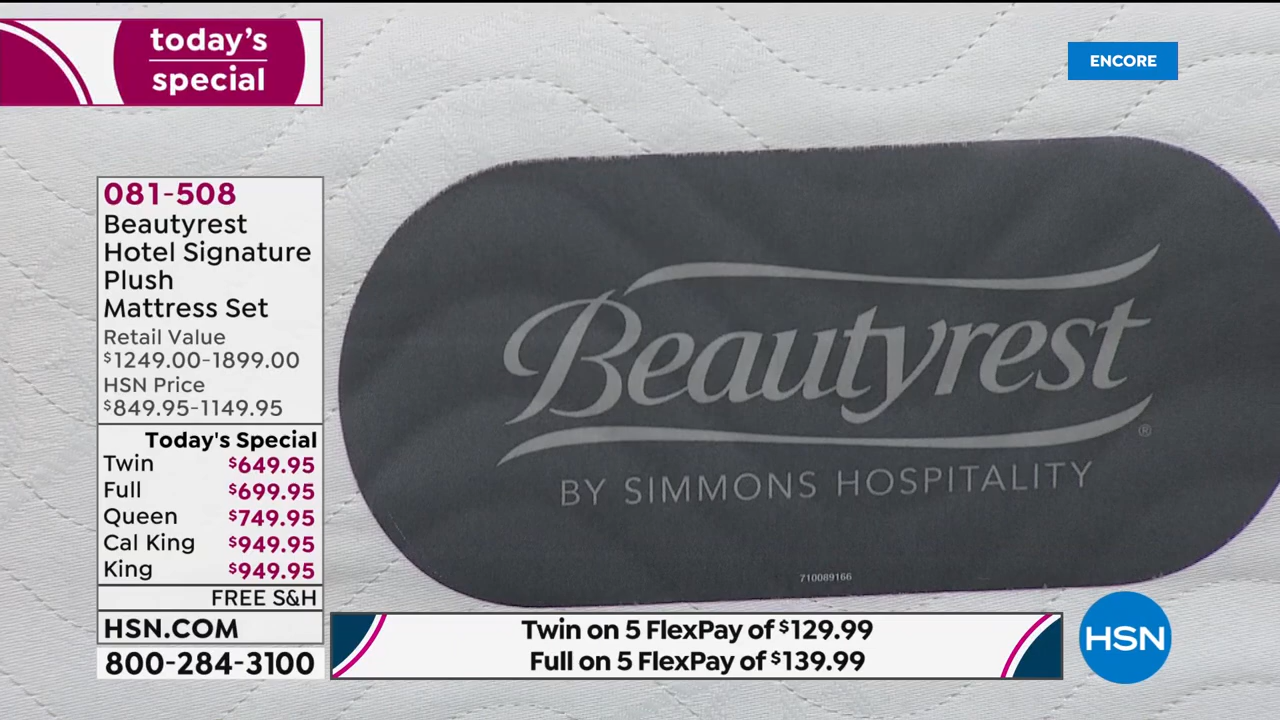 today's
special
ENCORE
081-508
Beautyrest
Hotel Signature
Plush
Mattress Set
Retail Value
$1249.00-1899.00
HSN Price
$849.95-1149.95
Today's Special
Twin $649.95
Full $699.95
Queen $749.95
Cal King $949.95
King $949.95
FREE S&H
HSN.COM
800-284-3100
Beautyrest®
BY SIMMONS HOSPITALITY
710089166
Twin on 5 FlexPay of $129.99
Full on 5 FlexPay of $139.99
HSN